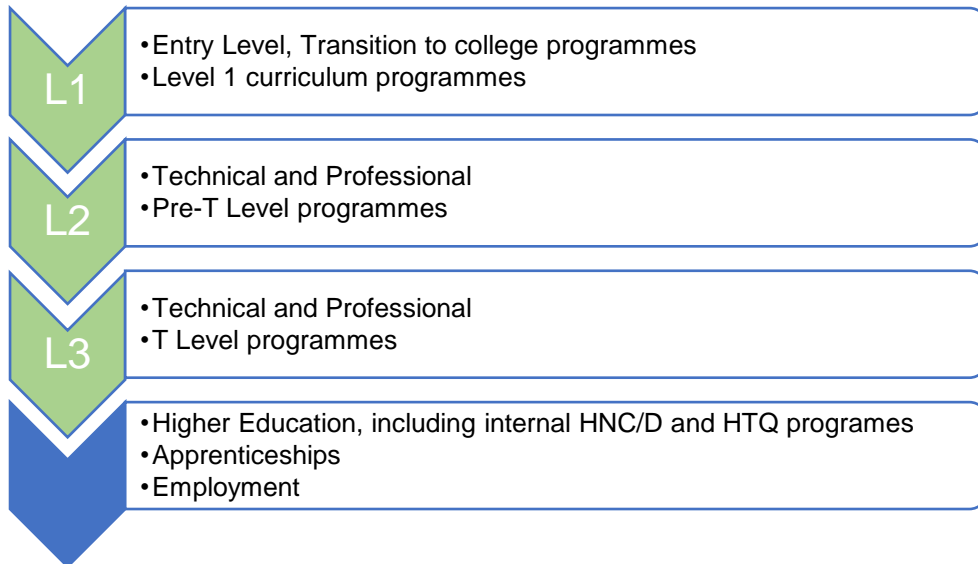 L1
•Entry Level, Transition to college programmes
•Level 1 curriculum programmes
L2
•Technical and Professional
•Pre-T Level programmes
L3
•Technical and Professional
•T Level programmes
•Higher Education, including internal HNC/D and HTQ programes
•Apprenticeships
•Employment